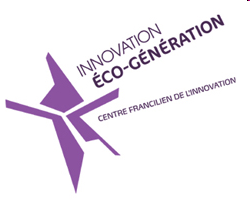 INNOVATION
ÉCO-GÉNÉRATION
CENTRE FRANCILIEN DE L'INNOVATION